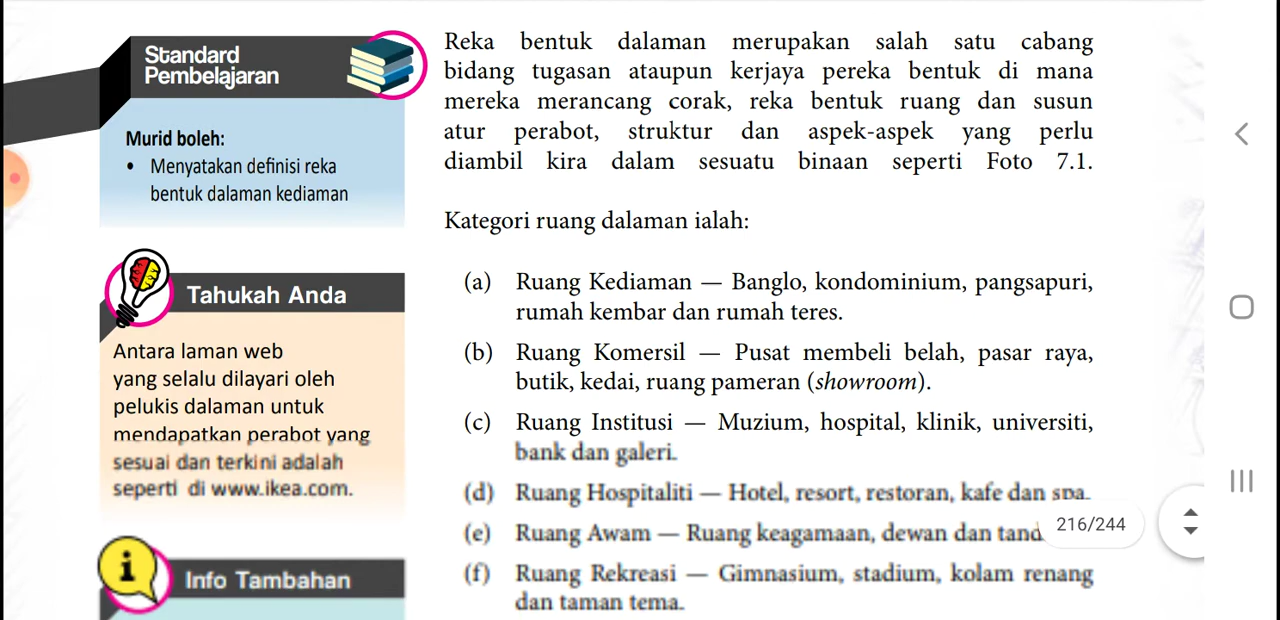 Standard
Pembelajaran
Murid boleh:
• Menyatakan definisi reka
bentuk dalaman kediaman
Tahukah Anda
Antara laman web
yang selalu dilayari oleh
pelukis dalaman untuk
mendapatkan perabot yang
sesuai dan terkini adalah
seperti di www.ikea.com.
Info Tambahan
Reka bentuk dalaman merupakan salah satu cabang
bidang tugasan ataupun kerjaya pereka bentuk di mana
mereka merancang corak, reka bentuk ruang dan susun
atur perabot, struktur dan aspek-aspek yang perlu
diambil kira dalam sesuatu binaan seperti Foto 7.1.
Kategori ruang dalaman ialah:
(a) Ruang Kediaman — Banglo, kondominium, pangsapuri,
rumah kembar dan rumah teres.
(b) Ruang Komersil — Pusat membeli belah, pasar raya,
butik, kedai, ruang pameran (showroom).
(c) Ruang Institusi — Muzium, hospital, klinik, universiti,
bank dan galeri.
(d) Ruang Hospitaliti — Hotel, resort, restoran, kafe dan spa.
(e) Ruang Awam — Ruang keagamaan, dewan dan
216/244
(f) Ruang Rekreasi — Gimnasium, stadium, kolam renang
dan taman tema.